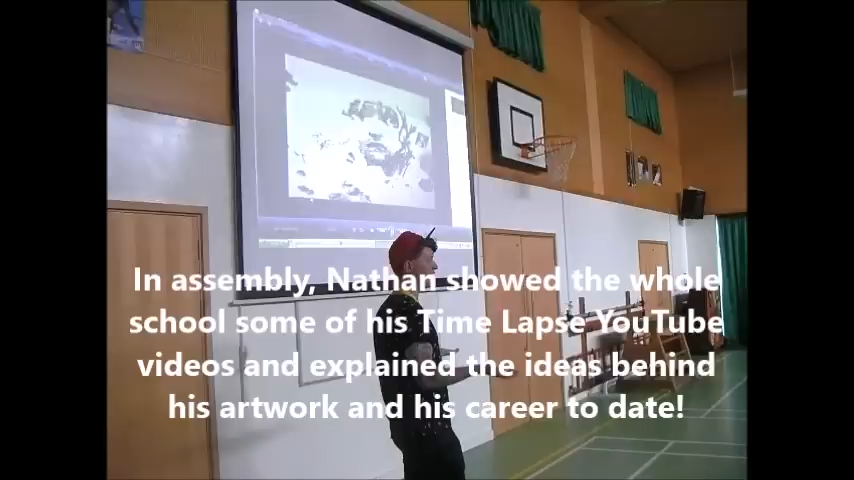 In assembly, Nathan showed the whole
school some of his Time Lapse YouTube
videos and explained the ideas behind
his artwork and his career to date!